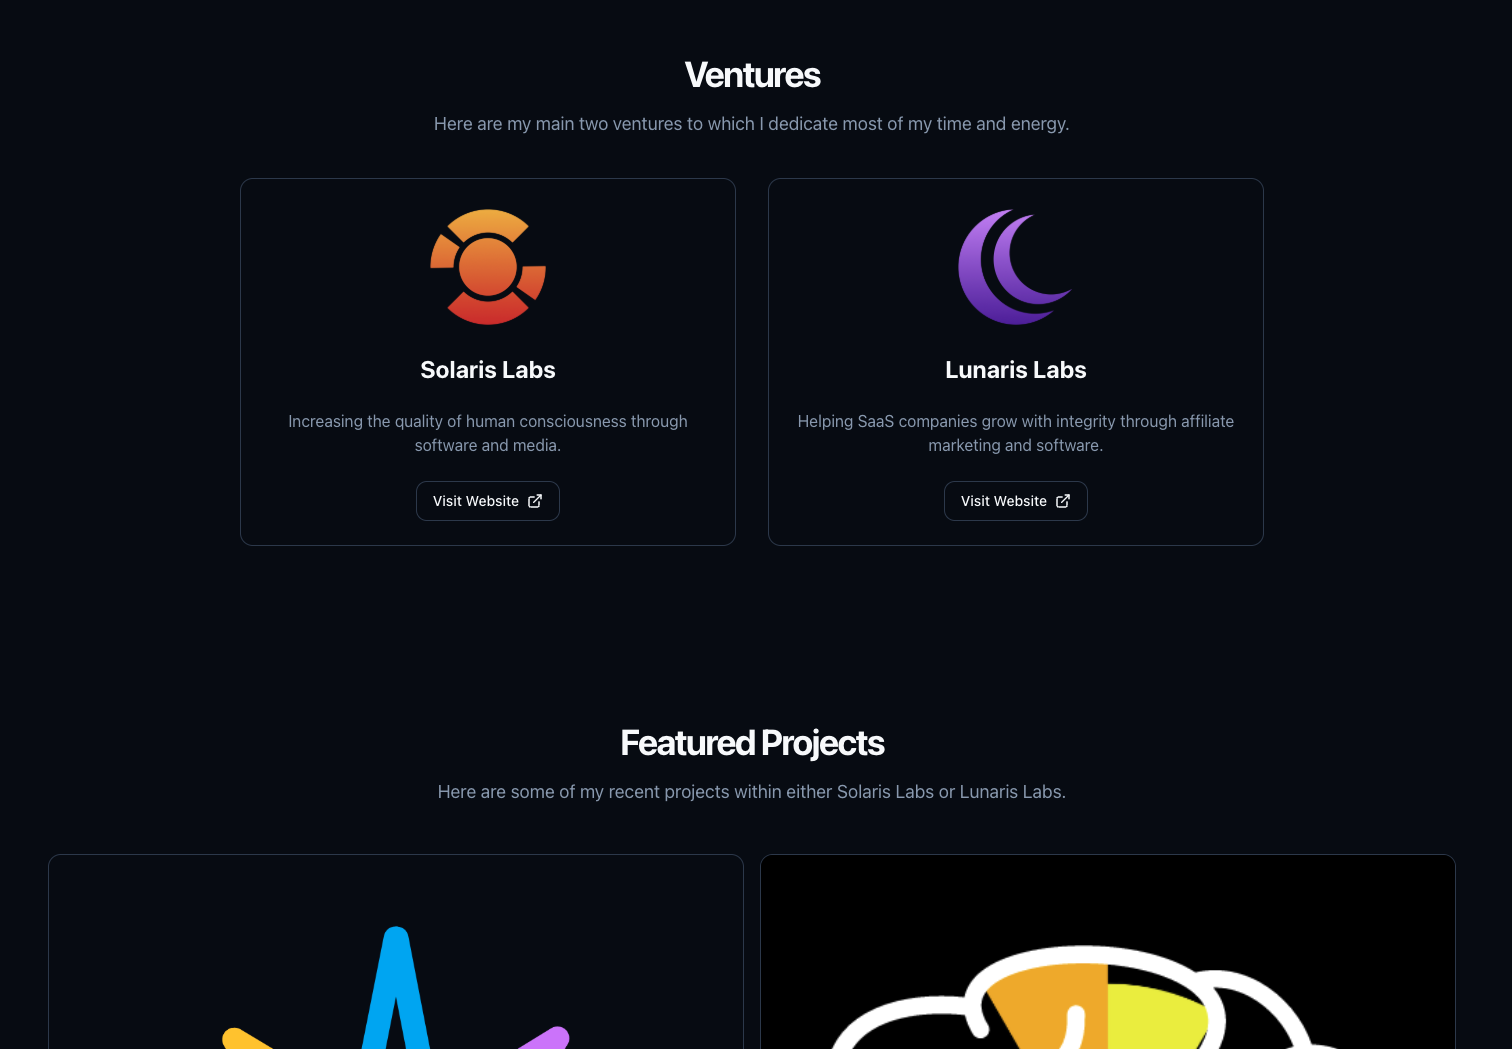 Ventures
Here are my main two ventures to which I dedicate most of my time and energy.
Solaris Labs
Increasing the quality of human consciousness through
software and media.
Visit Website
Lunaris Labs
Helping SaaS companies grow with integrity through affiliate
marketing and software.
Visit Website
Featured Projects
Here are some of my recent projects within either Solaris Labs or Lunaris Labs.